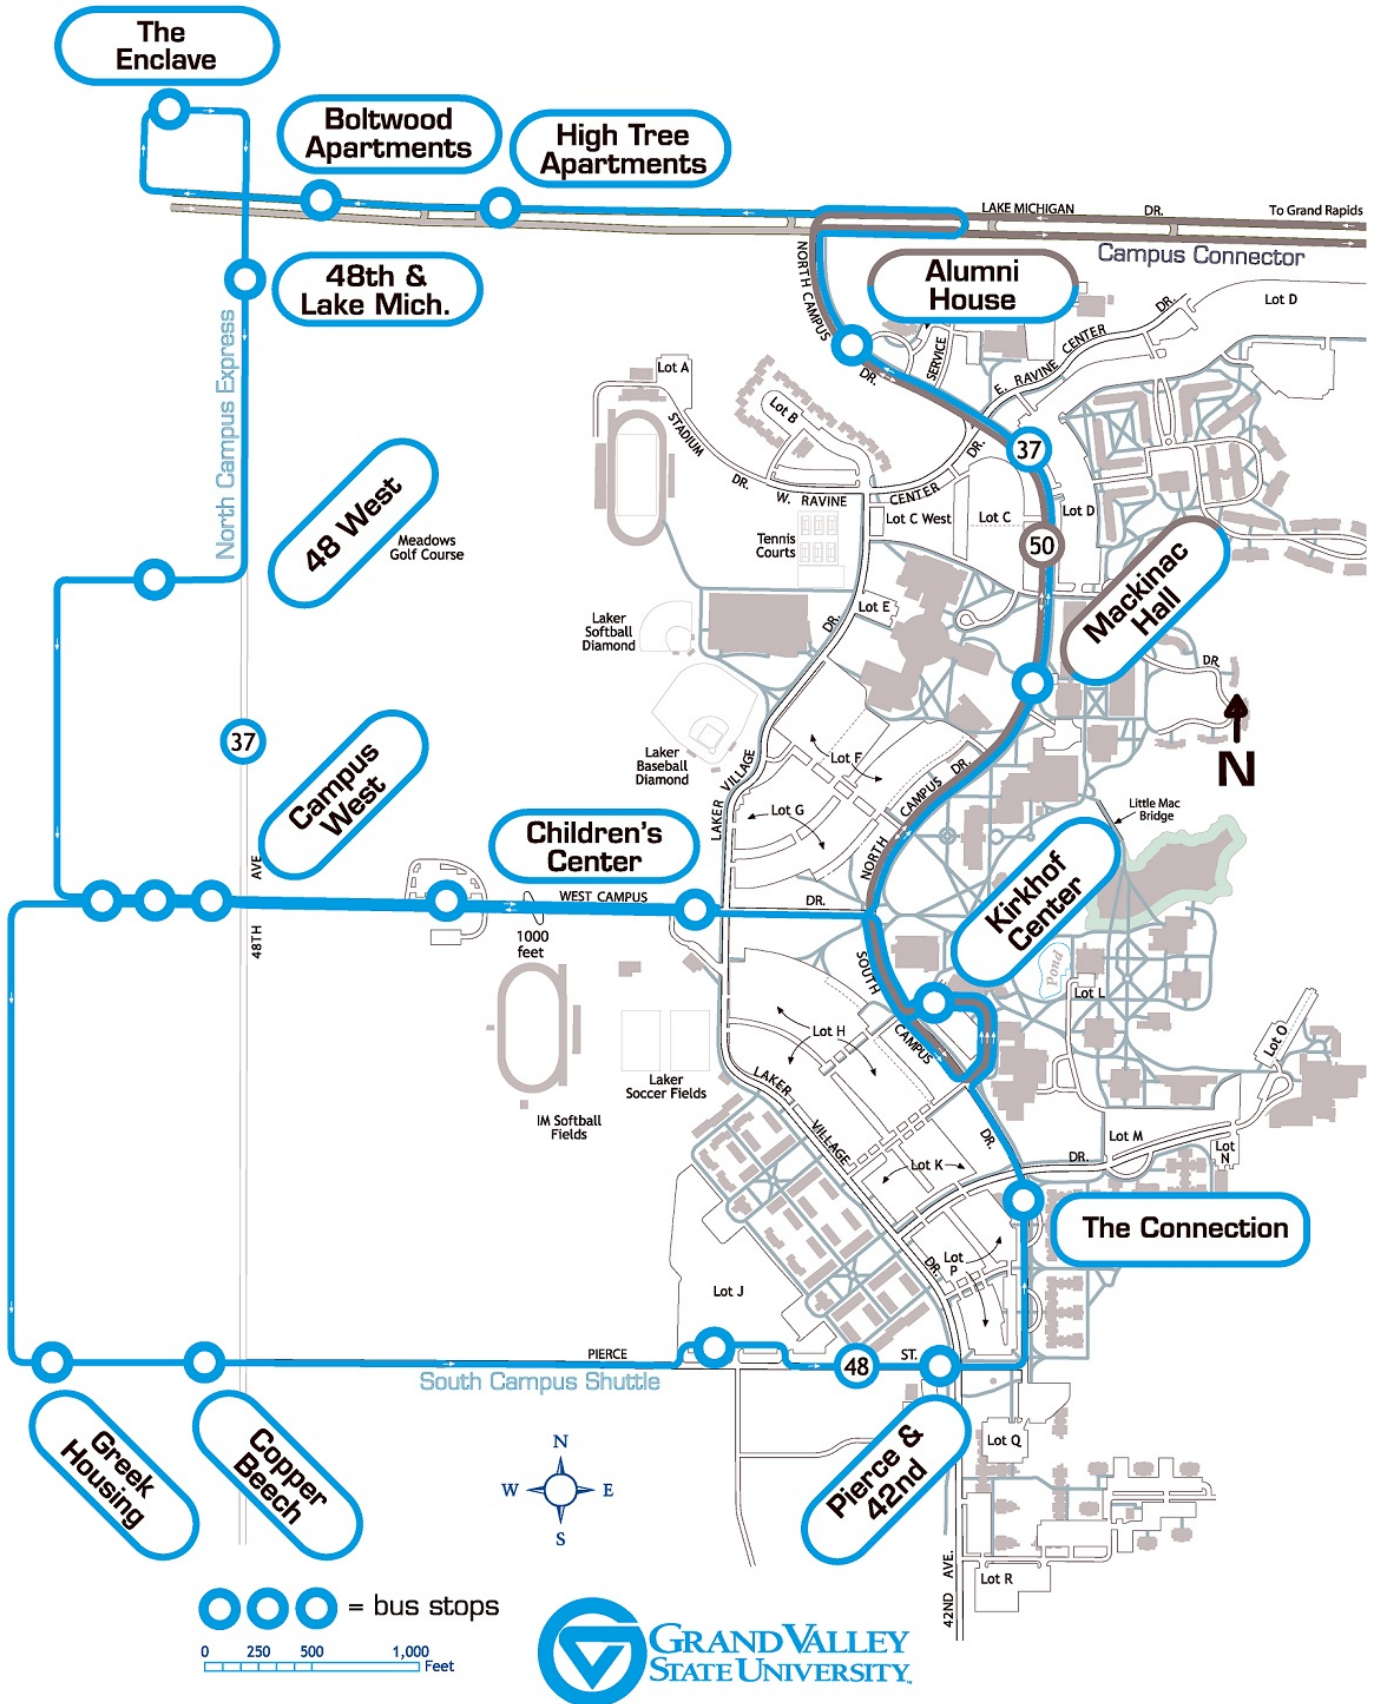 The
Enclave
Boltwood
Apartments
High Tree
Apartments
LAKE MICHIGAN
DR.
To Grand Rapids
Campus Connector
48th &
Lake Mich.
Alumni
House
NORTH CAMPUS
DR.
SERVICE
E. RAVINE CENTER DR.
Lot D
Lot A
Lot B
STADIUM
DR.
W. RAVINE
CENTER
DR.
37
North Campus Express
48 West
Meadows
Golf Course
Tennis
Courts
Lot C West
Lot C
Lot D
50
Mackinac
Hall
Lot E
DR.
Laker
Softball
Diamond
DR.
N
37
Campus
West
Laker
Baseball
Diamond
LAKER VILLAGE
Lot F
Lot G
NORTH CAMPUS DR.
Little Mac
Bridge
Children's
Center
AVE
48TH
WEST CAMPUS
DR.
1000
feet
Kirkhof
Center
SOUTH
CAMPUS
DR.
Pond
Lot L
Lot H
Lot O
Laker
Soccer Fields
IM Softball
Fields
LAKER
VILLAGE
DR.
Lot K
DR.
Lot M
Lot
N
The Connection
Lot
P
Lot J
PIERCE
ST.
48
South Campus Shuttle
Greek
Housing
Copper
Beech
Pierce &
42nd
Lot Q
N
W
E
S
Lot R
42ND AVE.
= bus stops
0 250 500 1,000
Feet
GRAND VALLEY
STATE UNIVERSITY.